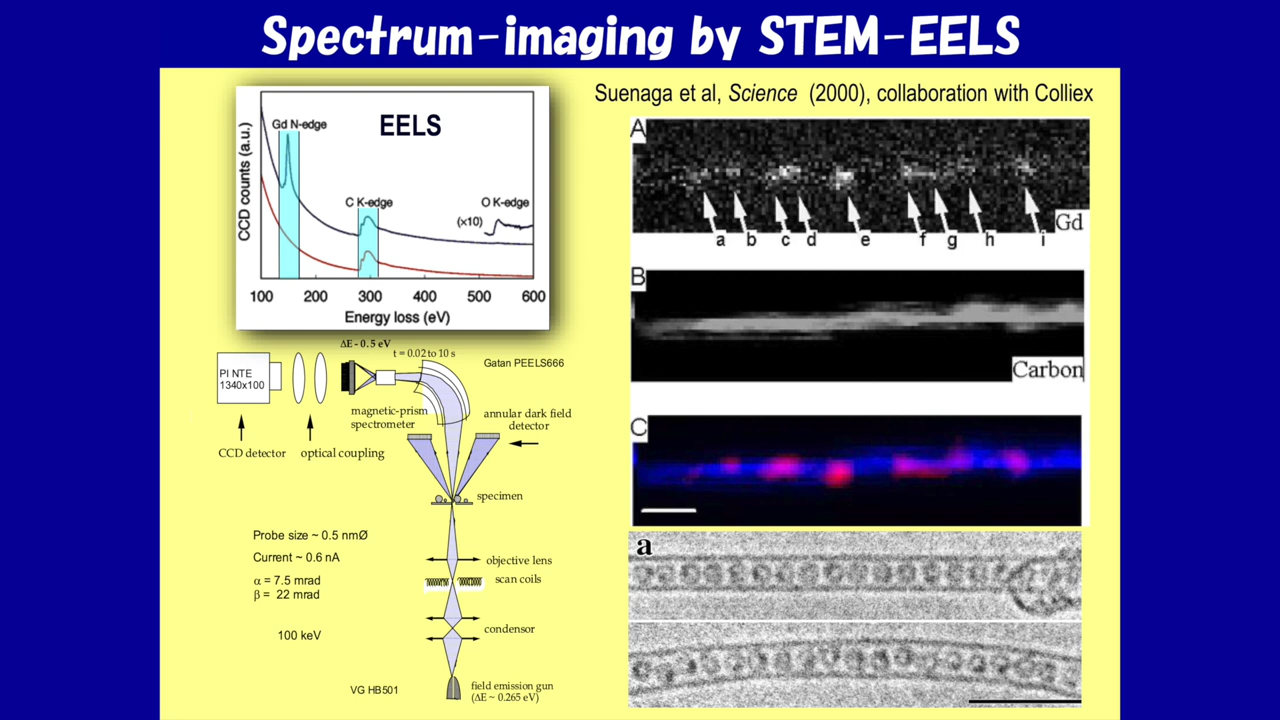 Spectrum-imaging by STEM-EELS
Suenaga et al, Science (2000), collaboration with Colliex
EELS
Gd N-edge
C K-edge
O K-edge
(x10)
CCD counts (a.u.)
100 200 300 400 500 600
Energy loss (eV)
A
a b c d e f g h i
Gd
B
Carbon
C
a
ΔE - 0.5 eV
t = 0.02 to 10 s
Gatan PEELS666
PI NTE
1340x100
magnetic-prism
spectrometer
annular dark field
detector
CCD detector
optical coupling
specimen
Probe size ~ 0.5 nmØ
Current ~ 0.6 nA
α = 7.5 mrad
β = 22 mrad
100 keV
objective lens
scan coils
condensor
VG HB501
field emission gun
(ΔE ~ 0.265 eV)